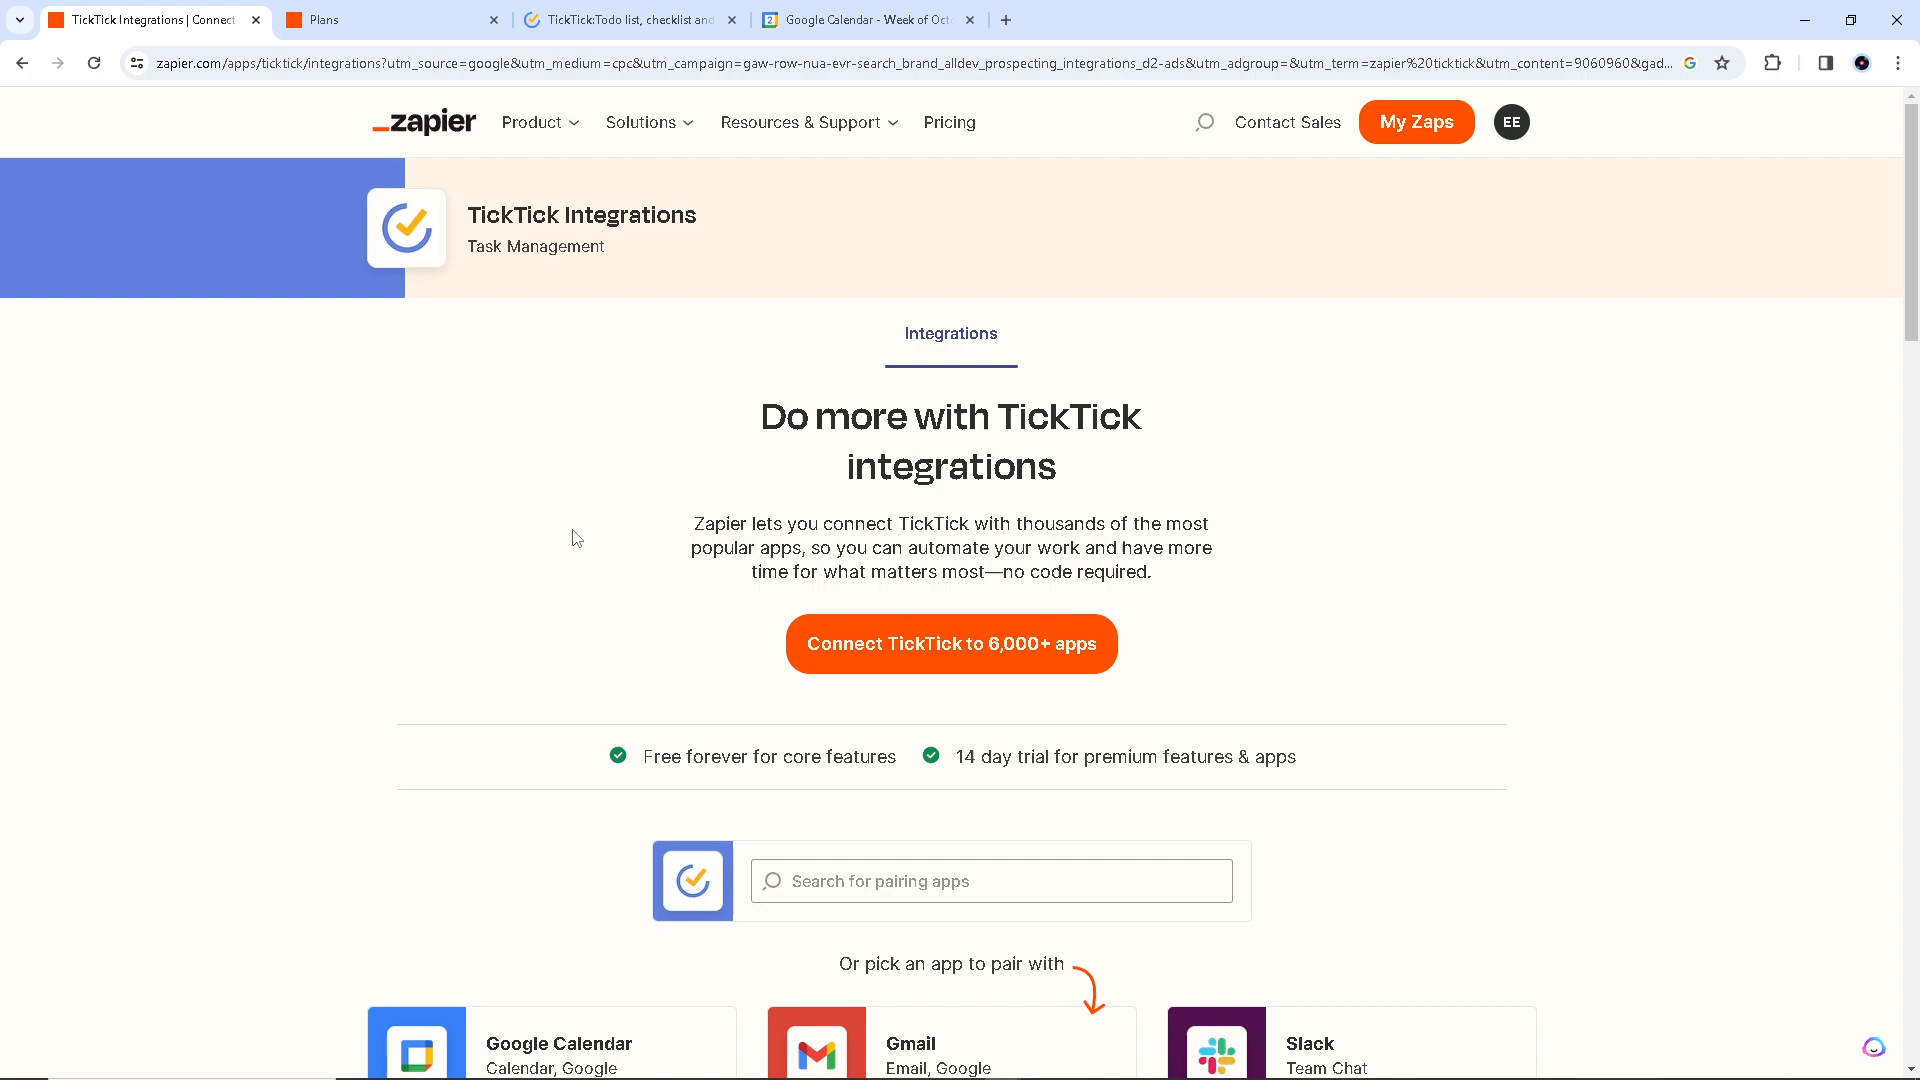 TickTick Integrations | Connect
Plans
TickTick:Todo list, checklist and
Google Calendar - Week of Oct
zapier.com/apps/ticktick/integrations?utm_source=google&utm_medium=cpc&utm_campaign=gaw-row-nua-evr-search_brand_alldev_prospecting_integrations_d2-ads&utm_adgroup=&utm_term=zapier%20ticktick&utm_content=9060960&gad...
zapier
Product
Solutions
Resources & Support
Pricing
Contact Sales
My Zaps
EE
TickTick Integrations
Task Management
Integrations
Do more with TickTick
integrations
Zapier lets you connect TickTick with thousands of the most
popular apps, so you can automate your work and have more
time for what matters most—no code required.
Connect TickTick to 6,000+ apps
Free forever for core features
14 day trial for premium features & apps
Search for pairing apps
Or pick an app to pair with
Google Calendar
Calendar, Google
Gmail
Email, Google
Slack
Team Chat